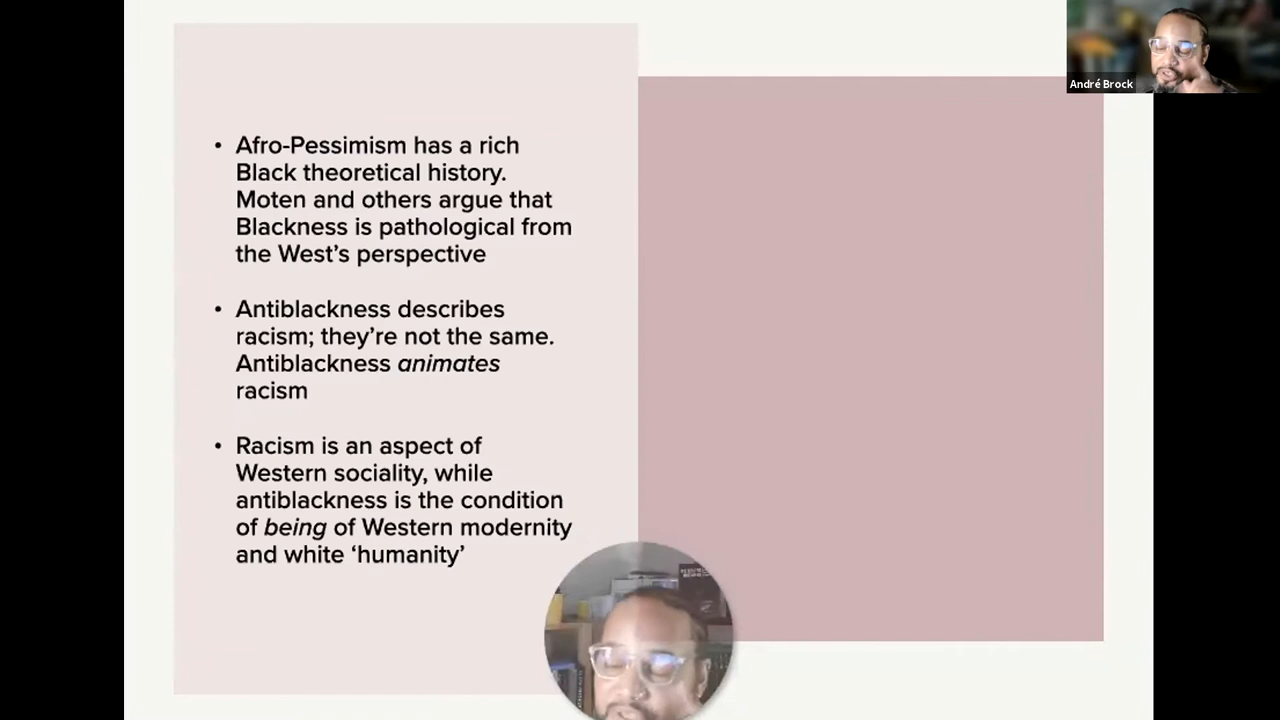 • Afro-Pessimism has a rich
Black theoretical history.
Moten and others argue that
Blackness is pathological from
the West’s perspective
• Antiblackness describes
racism; they’re not the same.
Antiblackness animates
racism
• Racism is an aspect of
Western sociality, while
antiblackness is the condition
of being of Western modernity
and white ‘humanity’
André Brock